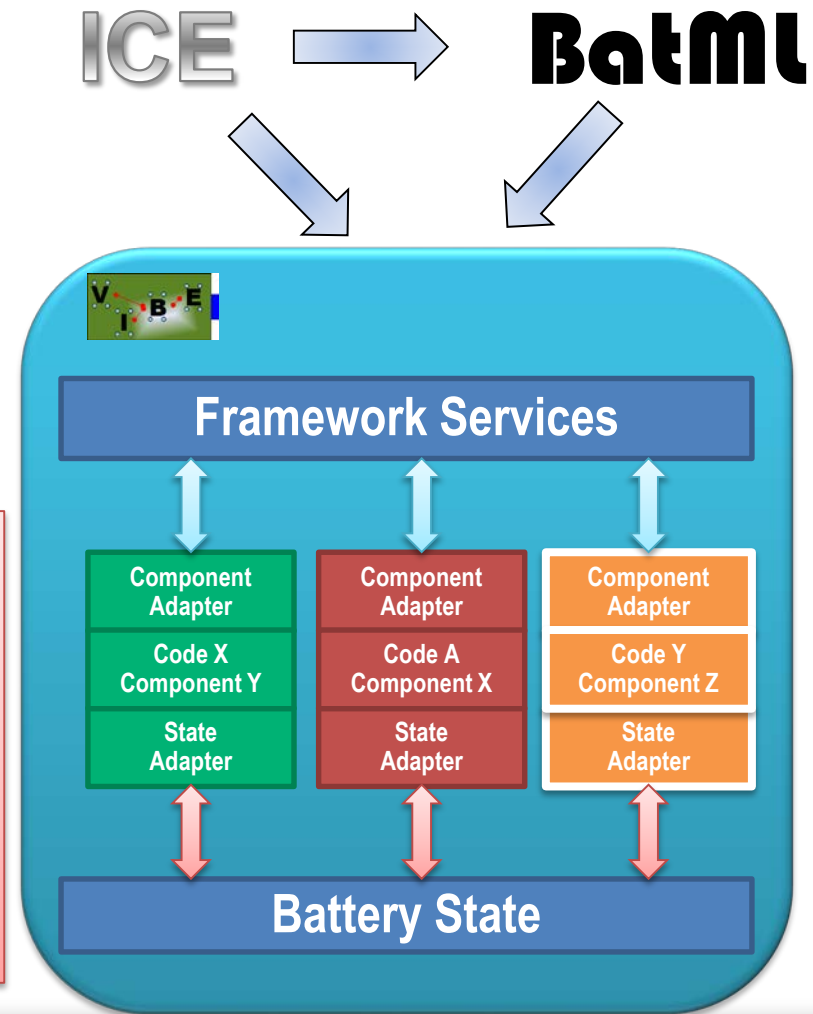 ICE
BatML
V I B E
Framework Services
Component
Adapter
Code X
Component Y
State
Adapter
Component
Adapter
Code A
Component X
State
Adapter
Component
Adapter
Code Y
Component Z
State
Adapter
Battery State